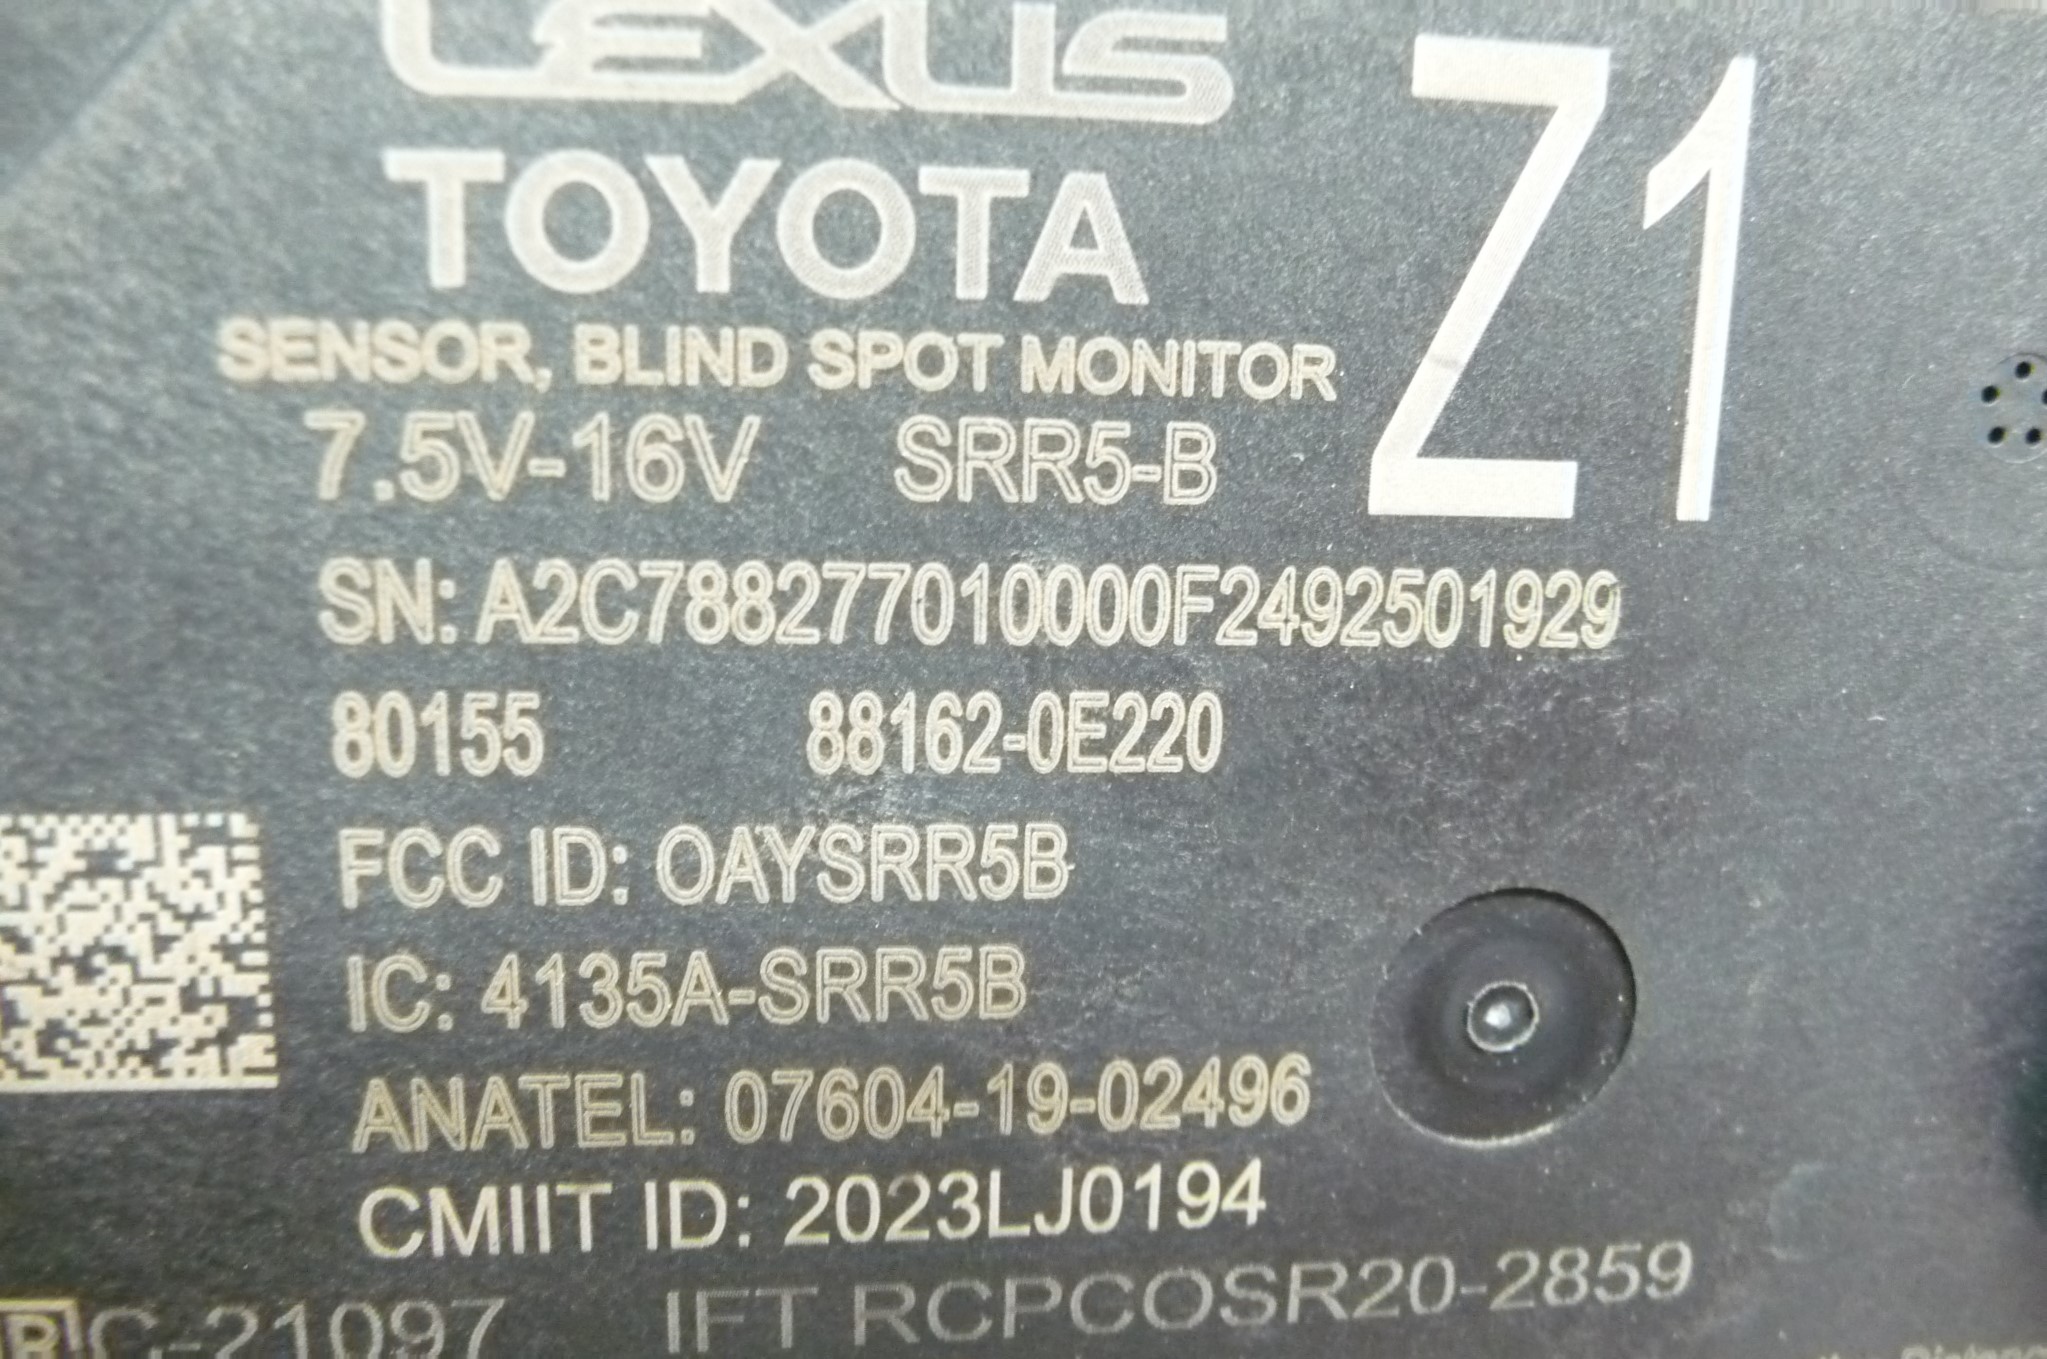 LEXUS
TOYOTA
Z1
SENSOR, BLIND SPOT MONITOR
7.5V-16V SRR5-B
SN: A2C788277010000F2492501929
80155 88162-0E220
FCC ID: OAYSRR5B
IC: 4135A-SRR5B
ANATEL: 07604-19-02496
CMIIT ID: 2023LJ0194
R C-21097 IFT RCPCOSR20-2859